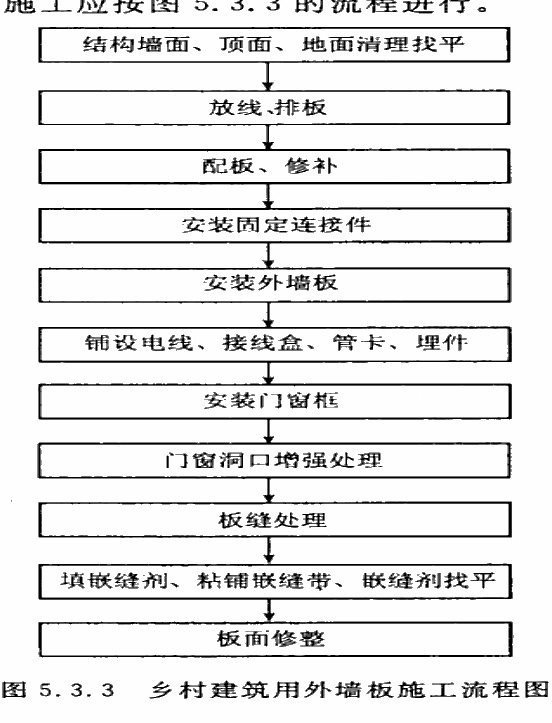 施工应按图 5.3.3 的流程进行。
结构墙面、顶面、地面清理找平
放线、排板
配板、修补
安装固定连接件
安装外墙板
铺设电线、接线盒、管卡、埋件
安装门窗框
门窗洞口增强处理
板缝处理
填嵌缝剂、粘铺嵌缝带、嵌缝剂找平
板面修整
图 5.3.3 乡村建筑用外墙板施工流程图